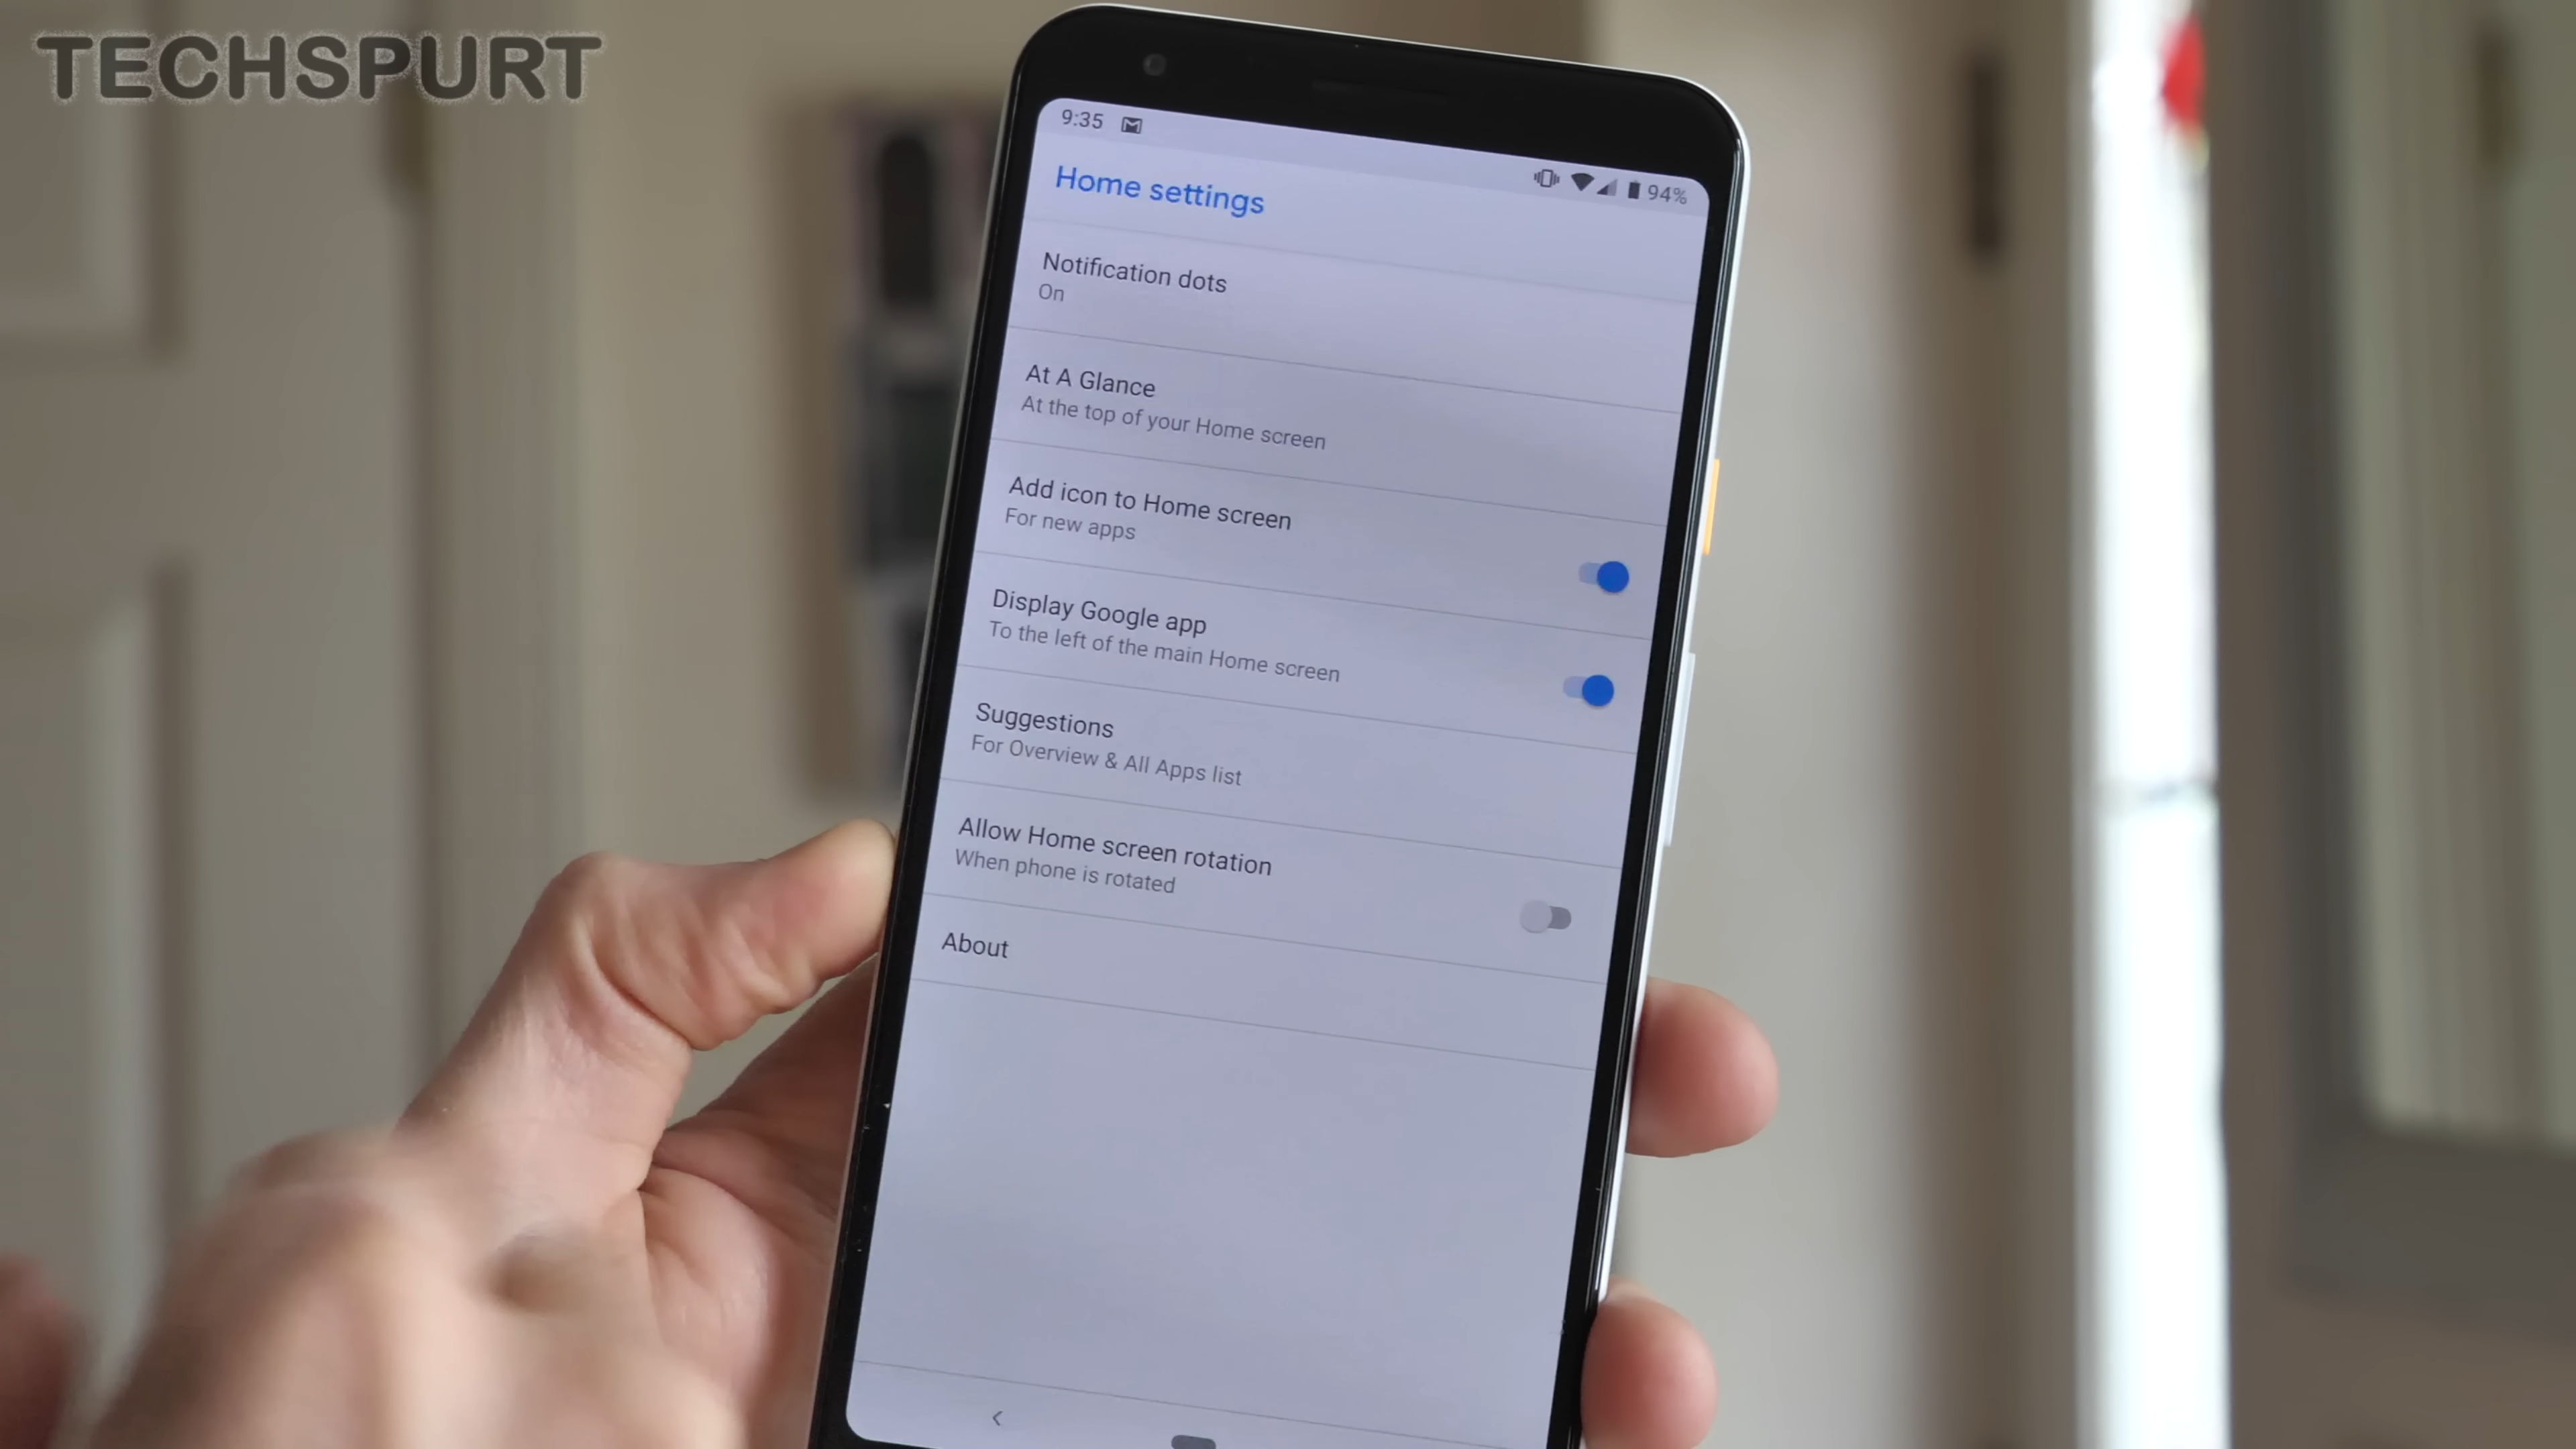 TECHSPURT
9:35
94%
Home settings
Notification dots
On
At A Glance
At the top of your Home screen
Add icon to Home screen
For new apps
Display Google app
To the left of the main Home screen
Suggestions
For Overview & All Apps list
Allow Home screen rotation
When phone is rotated
About